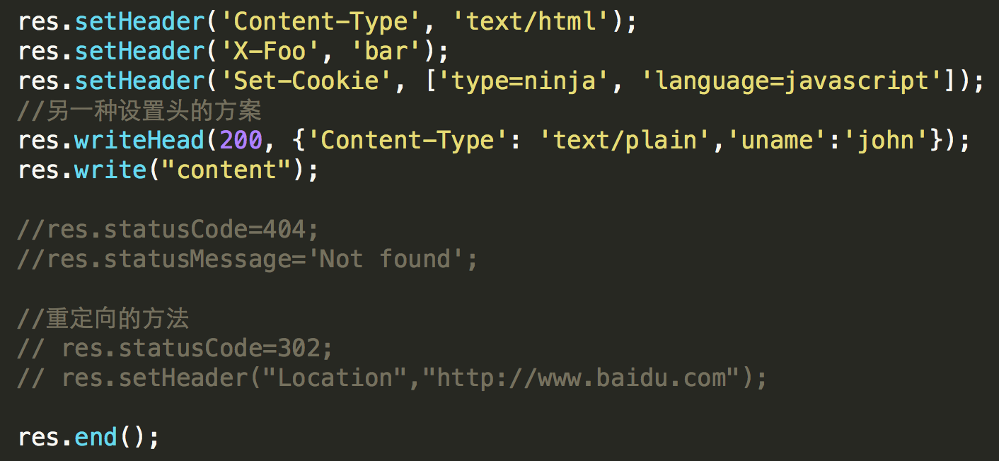 res.setHeader('Content-Type', 'text/html');
res.setHeader('X-Foo', 'bar');
res.setHeader('Set-Cookie', ['type=ninja', 'language=javascript']);
//另一种设置头的方案
res.writeHead(200, {'Content-Type': 'text/plain','uname':'john'});
res.write("content");
//res.statusCode=404;
//res.statusMessage='Not found';
//重定向的方法
// res.statusCode=302;
// res.setHeader("Location","http://www.baidu.com");
res.end();